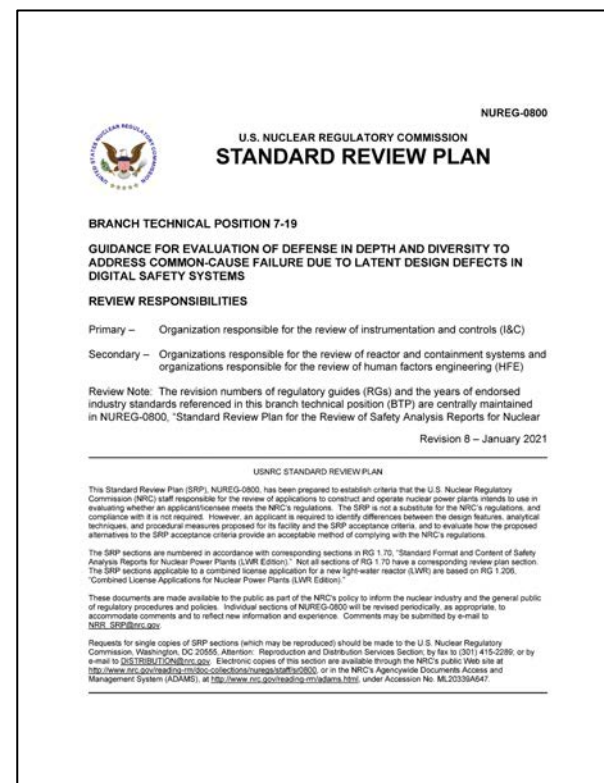 NUREG-0800
UNITED STATES NUCLEAR REGULATORY COMMISSION
U.S. NUCLEAR REGULATORY COMMISSION
STANDARD REVIEW PLAN
BRANCH TECHNICAL POSITION 7-19
GUIDANCE FOR EVALUATION OF DEFENSE IN DEPTH AND DIVERSITY TO
ADDRESS COMMON-CAUSE FAILURE DUE TO LATENT DESIGN DEFECTS IN
DIGITAL SAFETY SYSTEMS
REVIEW RESPONSIBILITIES
Primary – Organization responsible for the review of instrumentation and controls (I&C)
Secondary – Organizations responsible for the review of reactor and containment systems and
organizations responsible for the review of human factors engineering (HFE)
Review Note: The revision numbers of regulatory guides (RGs) and the years of endorsed
industry standards referenced in this branch technical position (BTP) are centrally maintained
in NUREG-0800, "Standard Review Plan for the Review of Safety Analysis Reports for Nuclear
Revision 8 – January 2021
USNRC STANDARD REVIEW PLAN
This Standard Review Plan (SRP), NUREG-0800, has been prepared to establish criteria that the U.S. Nuclear Regulatory
Commission (NRC) staff responsible for the review of applications to construct and operate nuclear power plants intends to use in
evaluating whether an applicant/licensee meets the NRC's regulations. The SRP is not a substitute for the NRC's regulations, and
compliance with it is not required. However, an applicant is required to identify differences between the design features, analytical
techniques, and procedural measures proposed for its facility and the SRP acceptance criteria, and to evaluate how the proposed
alternatives to the SRP acceptance criteria provide an acceptable method of complying with the NRC's regulations.
The SRP sections are numbered in accordance with corresponding sections in RG 1.70, "Standard Format and Content of Safety
Analysis Reports for Nuclear Power Plants (LWR Edition)." Not all sections of RG 1.70 have a corresponding review plan section.
The SRP sections applicable to a combined license application for a new light-water reactor (LWR) are based on RG 1.206,
"Combined License Applications for Nuclear Power Plants (LWR Edition)."
These documents are made available to the public as part of the NRC's policy to inform the nuclear industry and the general public
of regulatory procedures and policies. Individual sections of NUREG-0800 will be revised periodically, as appropriate, to
accommodate comments and to reflect new information and experience. Comments may be submitted by e-mail to
NRR_SRP@nrc.gov.
Requests for single copies of SRP sections (which may be reproduced) should be made to the U.S. Nuclear Regulatory
Commission, Washington, DC 20555, Attention: Reproduction and Distribution Services Section; by fax to (301) 415-2289; or by
e-mail to DISTRIBUTION@nrc.gov. Electronic copies of this section are available through the NRC's public Web site at
http://www.nrc.gov/reading-rm/doc-collections/nuregs/staff/sr0800, or in the NRC's Agencywide Documents Access and
Management System (ADAMS), at http://www.nrc.gov/reading-rm/adams.html, under Accession No. ML20339A647.